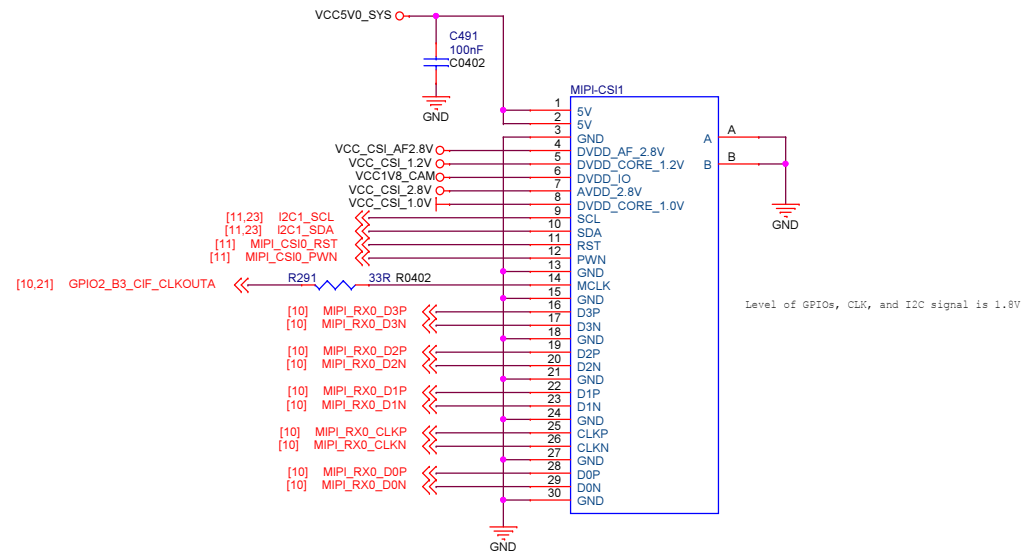 VCC5V0_SYS
C491
100nF
C0402
GND
MIPI-CSI1
1 5V
2 5V
3 GND
VCC_CSI_AF2.8V 4 DVDD_AF_2.8V
VCC_CSI_1.2V 5 DVDD_CORE_1.2V
VCC1V8_CAM 6 DVDD_IO
VCC_CSI_2.8V 7 AVDD_2.8V
VCC_CSI_1.0V 8 DVDD_CORE_1.0V
[11,23] I2C1_SCL 9 SCL
[11,23] I2C1_SDA 10 SDA
[11] MIPI_CSI0_RST 11 RST
[11] MIPI_CSI0_PWN 12 PWN
13 GND
[10,21] GPIO2_B3_CIF_CLKOUTA R291 33R R0402 14 MCLK
15 GND
[10] MIPI_RX0_D3P 16 D3P
[10] MIPI_RX0_D3N 17 D3N
18 GND
[10] MIPI_RX0_D2P 19 D2P
[10] MIPI_RX0_D2N 20 D2N
21 GND
[10] MIPI_RX0_D1P 22 D1P
[10] MIPI_RX0_D1N 23 D1N
24 GND
[10] MIPI_RX0_CLKP 25 CLKP
[10] MIPI_RX0_CLKN 26 CLKN
27 GND
[10] MIPI_RX0_D0P 28 D0P
[10] MIPI_RX0_D0N 29 D0N
30 GND
GND
A A
B B
GND
Level of GPIOs, CLK, and I2C signal is 1.8V